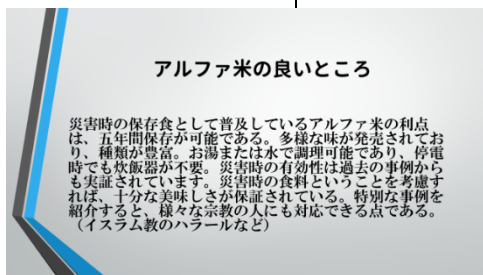 アルファ米の良いところ
災害時の保存食として普及しているアルファ米の利点
は、五年間保存が可能である。多様な味が発売されてお
り、種類が豊富。お湯または水で調理可能であり、停電
時でも炊飯器が不要。災害時の有効性は過去の事例から
も実証されています。災害時の食料ということを考慮す
れば、十分な美味しさが保証されている。特別な事例を
紹介すると、様々な宗教の人にも対応できる点である。
（イスラム教のハラールなど）